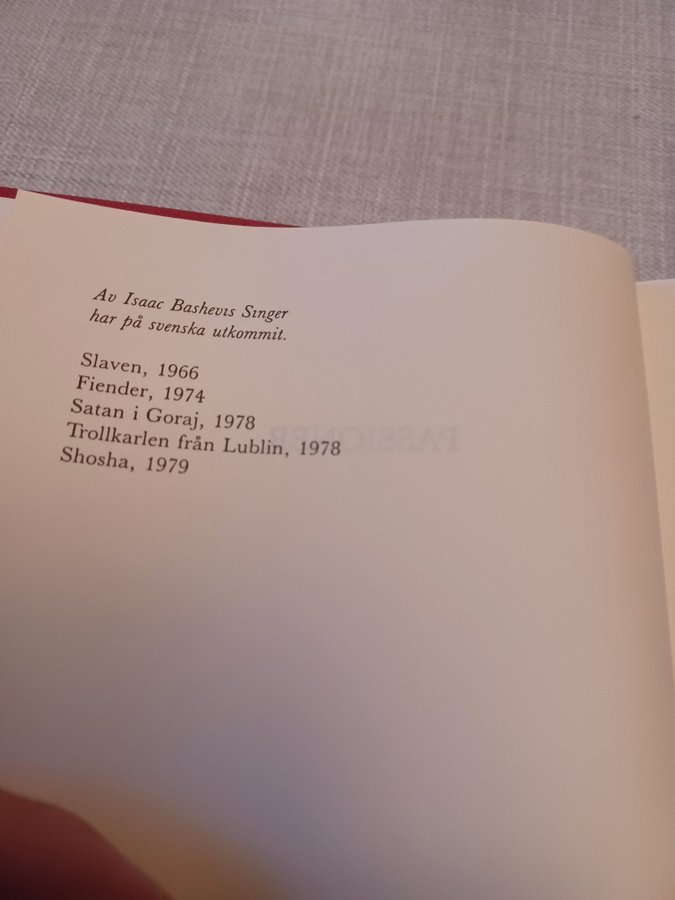 Av Isaac Bashevis Singer
har på svenska utkommit.
Slaven, 1966
Fiender, 1974
Satan i Goraj, 1978
Trollkarlen från Lublin, 1978
Shosha, 1979
PASSIONER